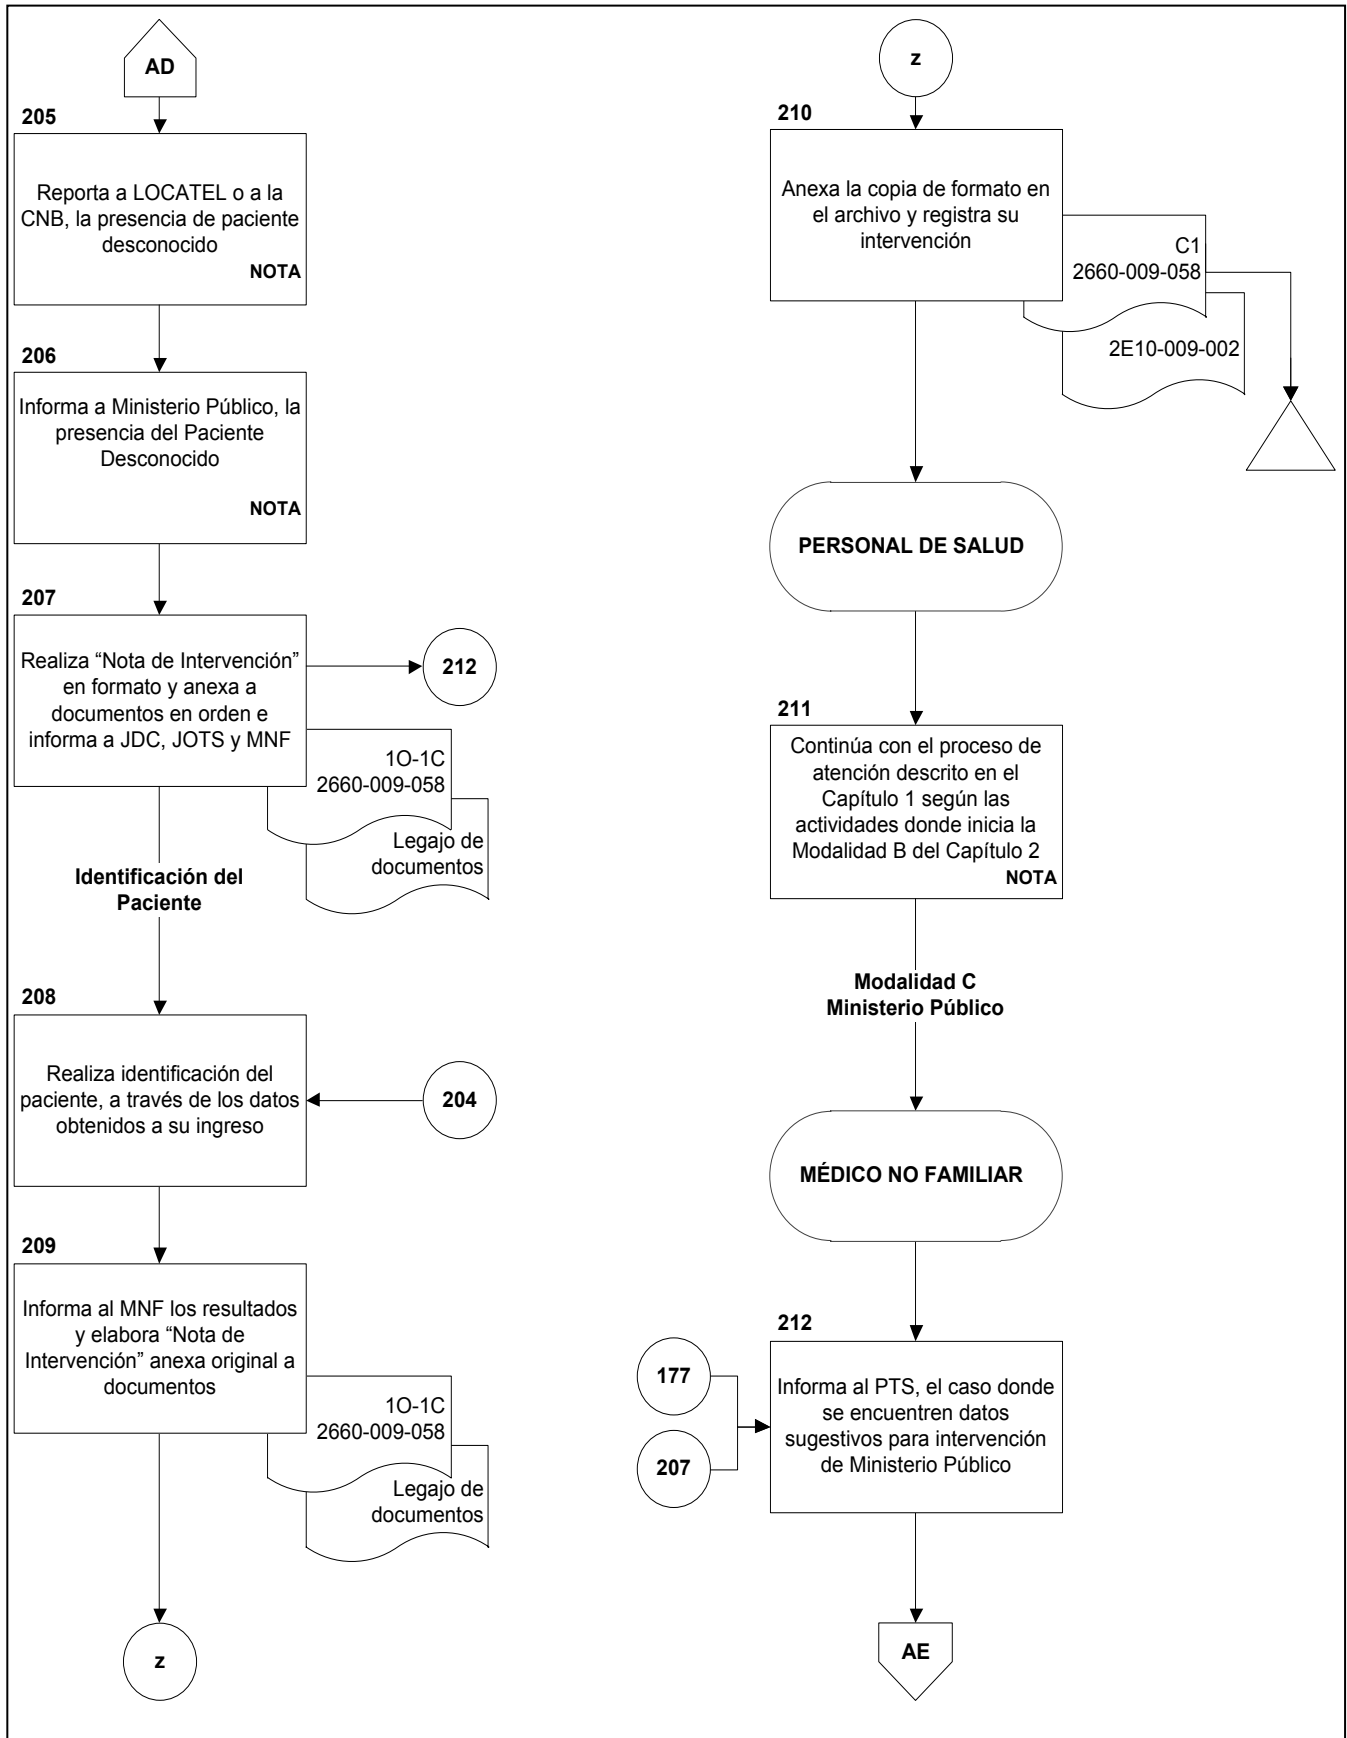 AD
205
Reporta a LOCATEL o a la
CNB, la presencia de paciente
desconocido
NOTA
206
Informa a Ministerio Público, la
presencia del Paciente
Desconocido
NOTA
207
Realiza “Nota de Intervención”
en formato y anexa a
documentos en orden e
informa a JDC, JOTS y MNF
212
1O-1C
2660-009-058
Legajo de
documentos
Identificación del
Paciente
208
Realiza identificación del
paciente, a través de los datos
obtenidos a su ingreso
204
209
Informa al MNF los resultados
y elabora “Nota de
Intervención” anexa original a
documentos
1O-1C
2660-009-058
Legajo de
documentos
z
z
210
Anexa la copia de formato en
el archivo y registra su
intervención
C1
2660-009-058
2E10-009-002
PERSONAL DE SALUD
211
Continúa con el proceso de
atención descrito en el
Capítulo 1 según las
actividades donde inicia la
Modalidad B del Capítulo 2
NOTA
Modalidad C
Ministerio Público
MÉDICO NO FAMILIAR
212
177
207
Informa al PTS, el caso donde
se encuentren datos
sugestivos para intervención
de Ministerio Público
AE